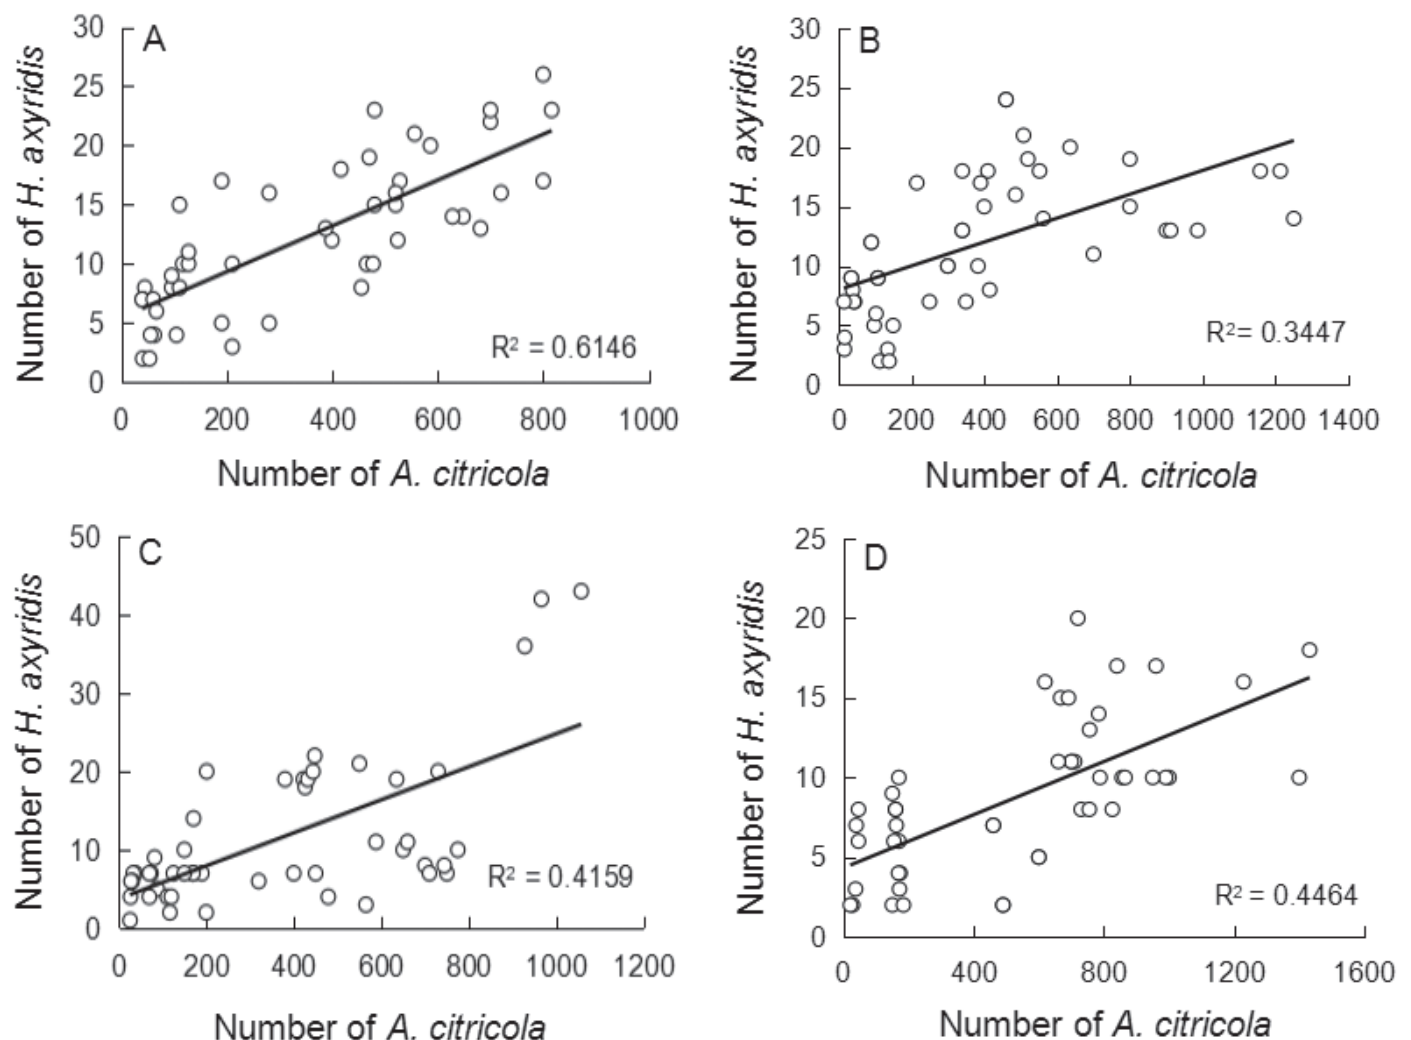 A
Number of H. axyridis
30
25
20
15
10
5
0
R² = 0.6146
0 200 400 600 800 1000
Number of A. citricola
B
Number of H. axyridis
30
25
20
15
10
5
0
R²= 0.3447
0 200 400 600 800 1000 1200 1400
Number of A. citricola
C
Number of H. axyridis
50
40
30
20
10
0
R² = 0.4159
0 200 400 600 800 1000 1200
Number of A. citricola
D
Number of H. axyridis
25
20
15
10
5
0
R² = 0.4464
0 400 800 1200 1600
Number of A. citricola